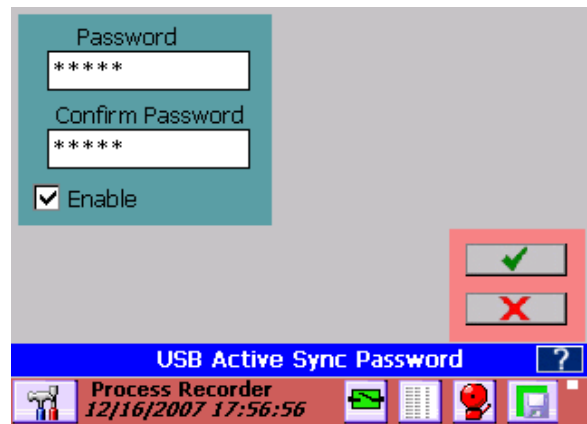 Password
*****
Confirm Password
*****
Enable
USB Active Sync Password
?
Process Recorder
12/16/2007 17:56:56